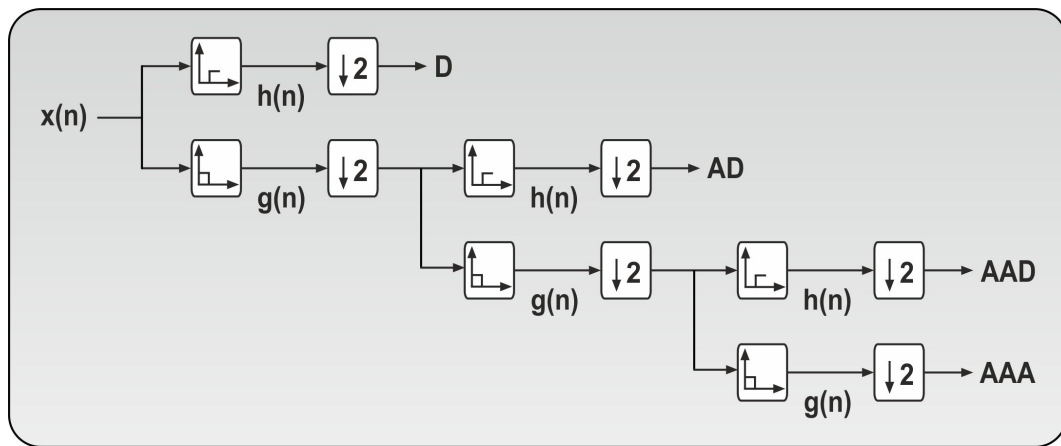 ↓2 D
h(n)
x(n)
↓2 ↓2 AD
g(n) h(n)
↓2 ↓2 AAD
g(n) h(n)
↓2 AAA
g(n)